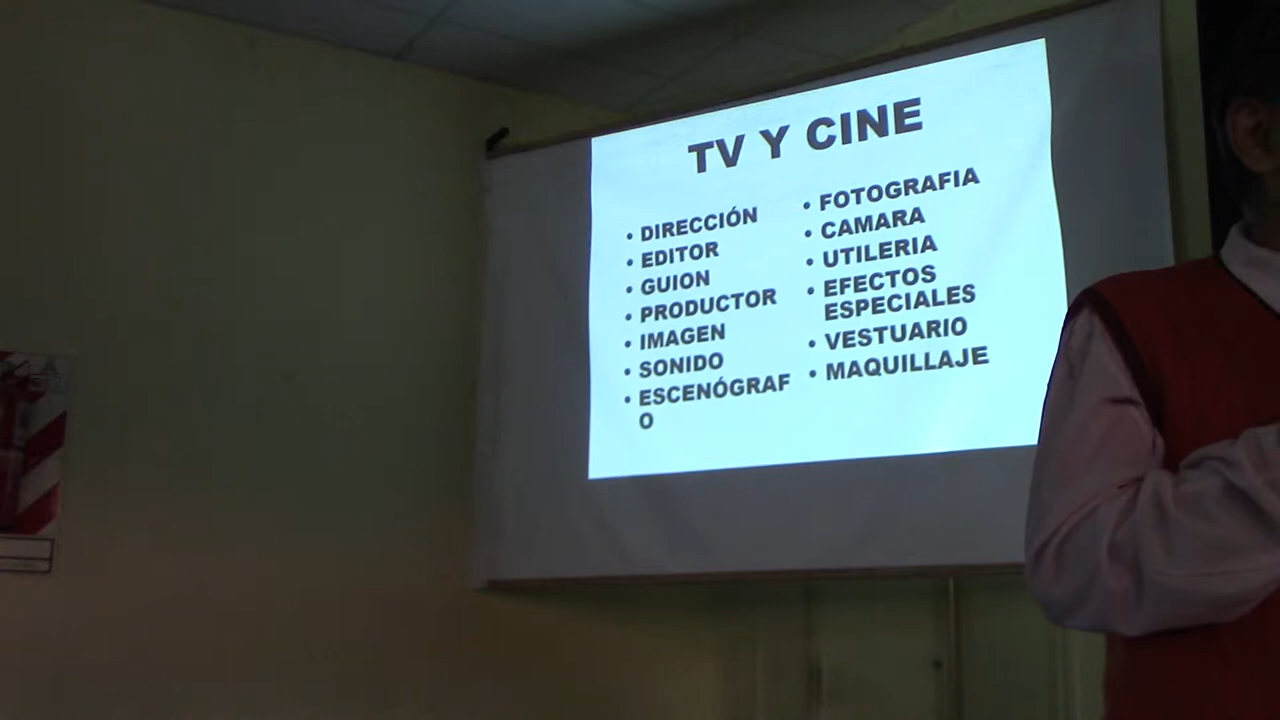 TV Y CINE
• DIRECCIÓN
• EDITOR
• GUION
• PRODUCTOR
• IMAGEN
• SONIDO
• ESCENÓGRAF
O
• FOTOGRAFIA
• CAMARA
• UTILERIA
• EFECTOS
ESPECIALES
• VESTUARIO
• MAQUILLAJE